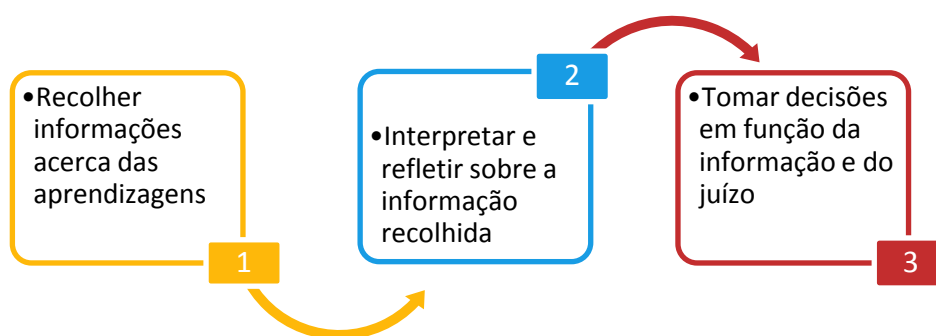 •Recolher
informações
acerca das
aprendizagens
1
2
•Interpretar e
refletir sobre a
informação
recolhida
•Tomar decisões
em função da
informação e do
juízo
3